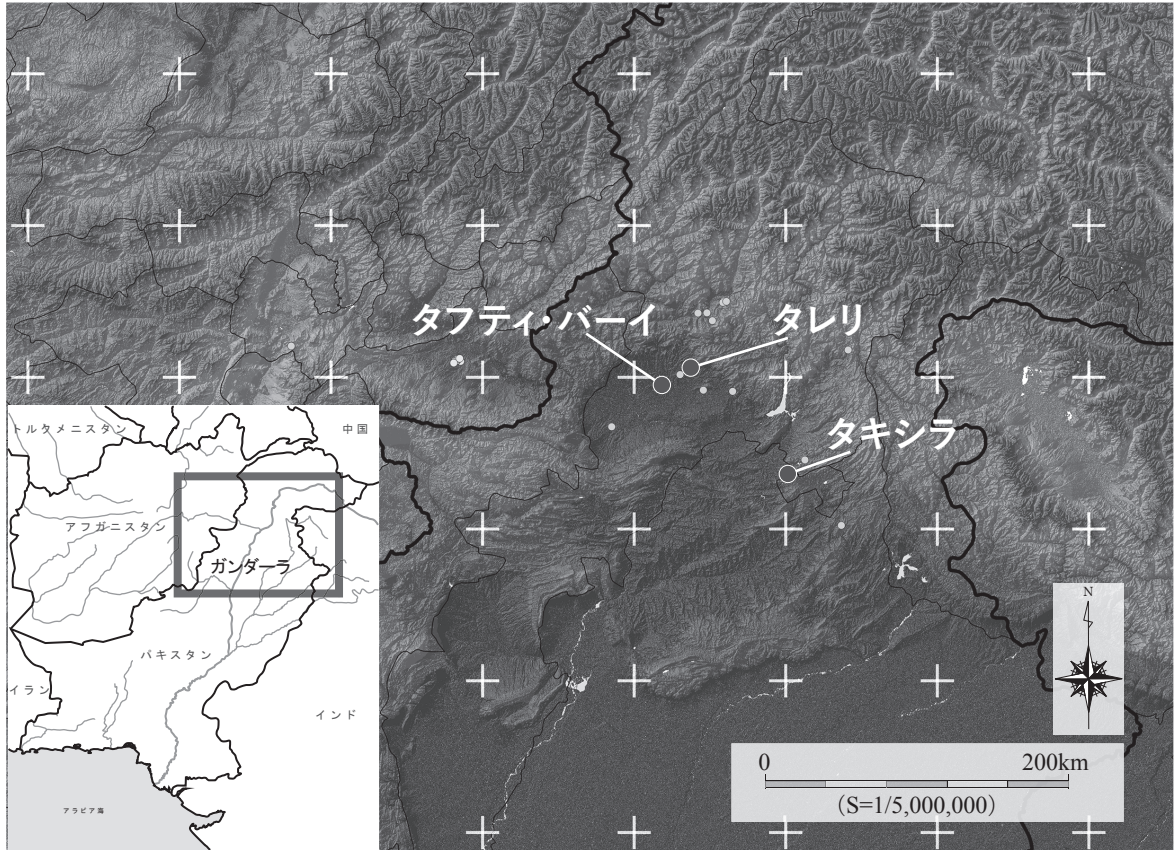 タフティ・バーイ
タレリ
タキシラ
トルクメニスタン
中国
アフガニスタン
ガンダーラ
パキスタン
イラン
インド
アラビア海
N
0 200km
(S=1/5,000,000)